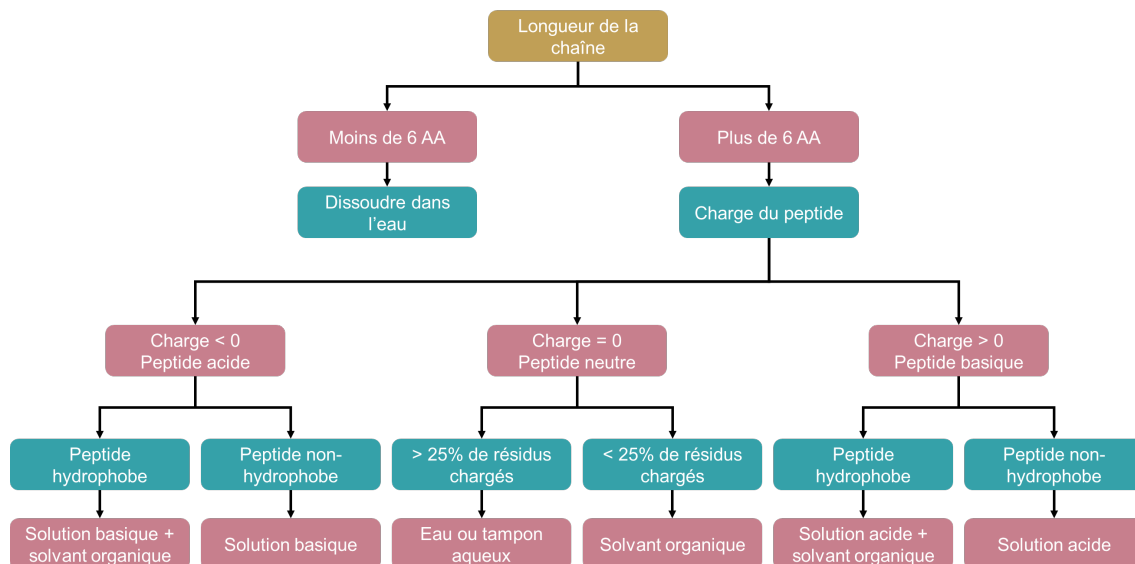 Longueur de la
chaîne
Moins de 6 AA
Plus de 6 AA
Dissoudre dans
l’eau
Charge du peptide
Charge < 0
Peptide acide
Charge = 0
Peptide neutre
Charge > 0
Peptide basique
Peptide
hydrophobe
Peptide non-
hydrophobe
> 25% de résidus
chargés
< 25% de résidus
chargés
Peptide
hydrophobe
Peptide non-
hydrophobe
Solution basique +
solvant organique
Solution basique
Eau ou tampon
aqueux
Solvant organique
Solution acide +
solvant organique
Solution acide